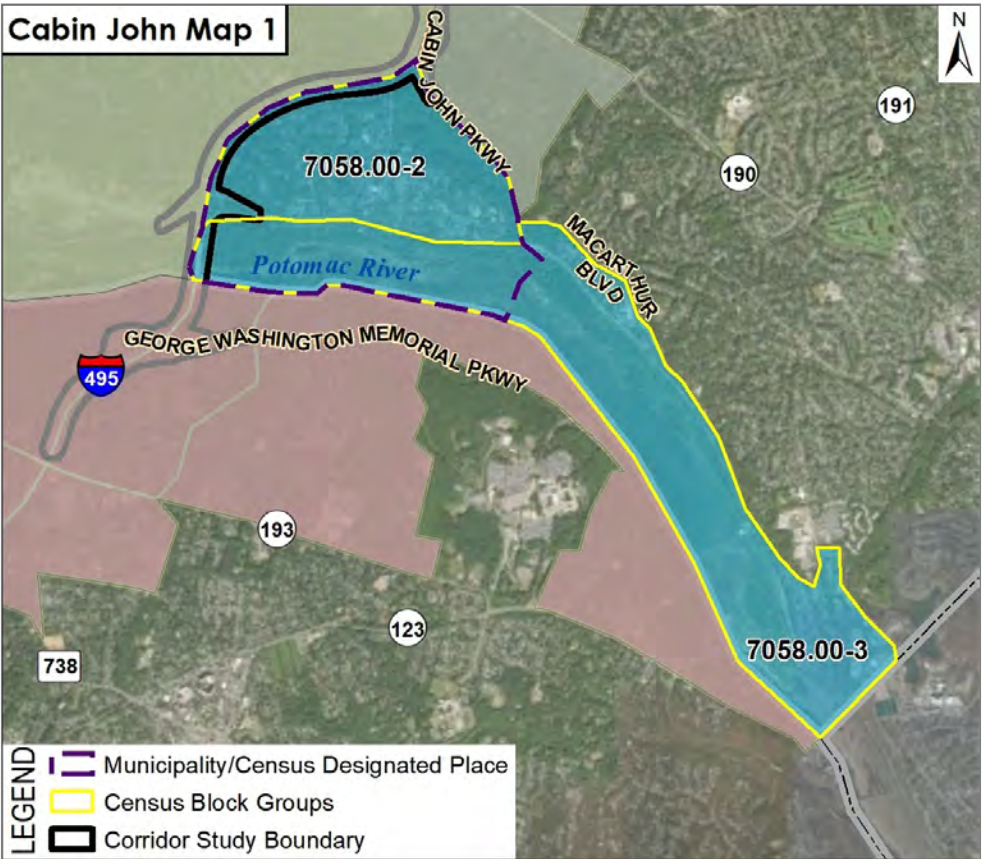 Cabin John Map 1
N
CABIN JOHN PKWY
191
190
7058.00-2
MACARTHUR
BLVD
Potomac River
GEORGE WASHINGTON MEMORIAL PKWY
495
193
123
738
7058.00-3
LEGEND
Municipality/Census Designated Place
Census Block Groups
Corridor Study Boundary